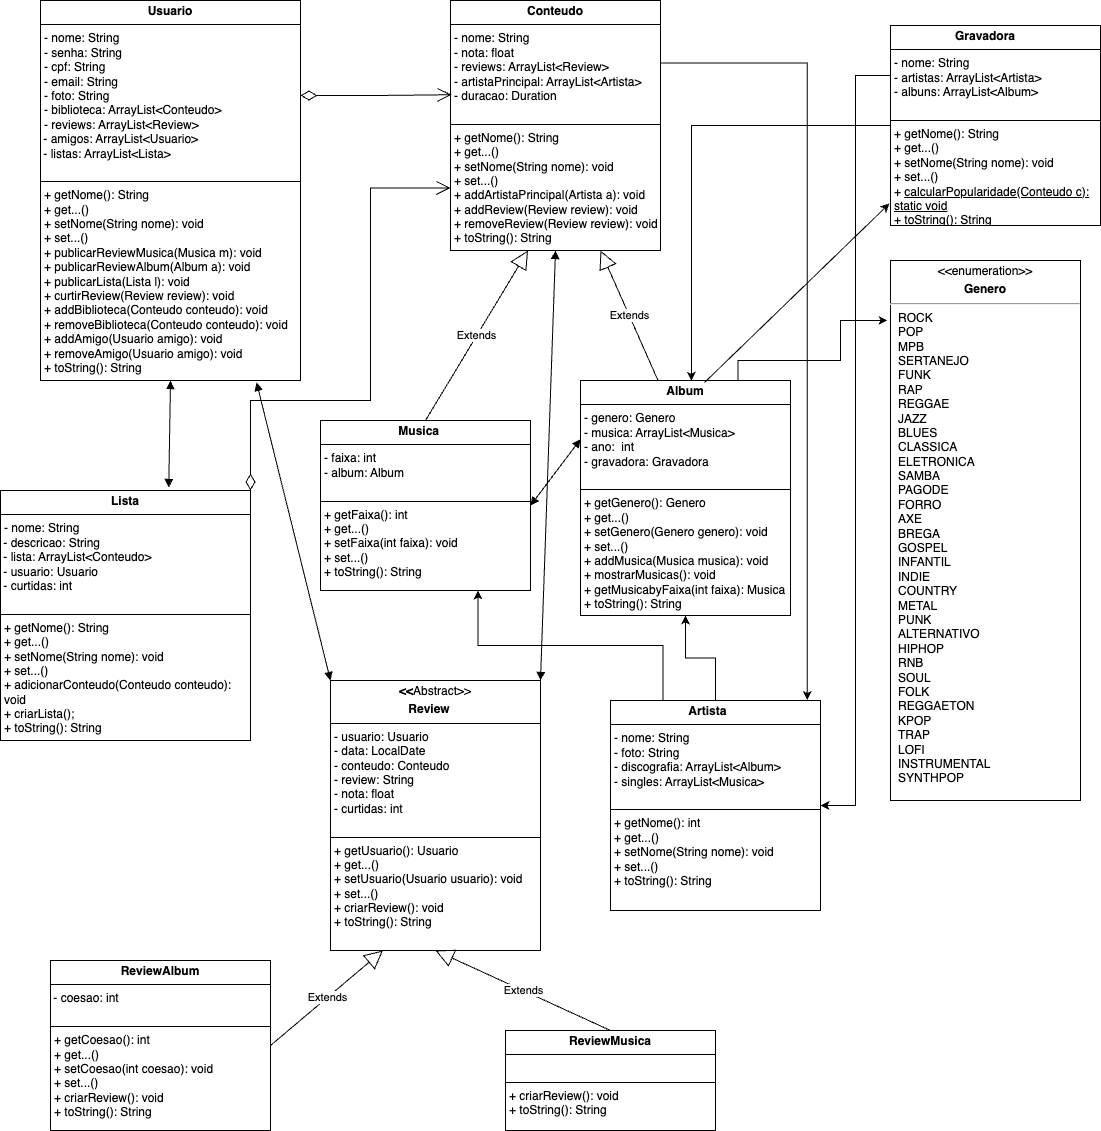 Usuario
- nome: String
- senha: String
- cpf: String
- email: String
- foto: String
- biblioteca: ArrayList<Conteudo>
- reviews: ArrayList<Review>
- amigos: ArrayList<Usuario>
- listas: ArrayList<Lista>
+ getNome(): String
+ get...()
+ setNome(String nome): void
+ set...()
+ publicarReviewMusica(Musica m): void
+ publicarReviewAlbum(Album a): void
+ publicarLista(Lista l): void
+ curtirReview(Review review): void
+ addBiblioteca(Conteudo conteudo): void
+ removeBiblioteca(Conteudo conteudo): void
+ addAmigo(Usuario amigo): void
+ removeAmigo(Usuario amigo): void
+ toString(): String
Conteudo
- nome: String
- nota: float
- reviews: ArrayList<Review>
- artistaPrincipal: ArrayList<Artista>
- duracao: Duration
+ getNome(): String
+ get...()
+ setNome(String nome): void
+ set...()
+ addArtistaPrincipal(Artista a): void
+ addReview(Review review): void
+ removeReview(Review review): void
+ toString(): String
Gravadora
- nome: String
- artistas: ArrayList<Artista>
- albuns: ArrayList<Album>
+ getNome(): String
+ get...()
+ setNome(String nome): void
+ set...()
+ calcularPopularidade(Conteudo c):
static void
+ toString(): String
<<enumeration>>
Genero
ROCK
POP
MPB
SERTANEJO
FUNK
RAP
REGGAE
JAZZ
BLUES
CLASSICA
ELETRONICA
SAMBA
PAGODE
FORRO
AXE
BREGA
GOSPEL
INFANTIL
INDIE
COUNTRY
METAL
PUNK
ALTERNATIVO
HIPHOP
RNB
SOUL
FOLK
REGGAETON
KPOP
TRAP
LOFI
INSTRUMENTAL
SYNTHPOP
Extends
Extends
Musica
- faixa: int
- album: Album
+ getFaixa(): int
+ get...()
+ setFaixa(int faixa): void
+ set...()
+ toString(): String
Album
- genero: Genero
- musica: ArrayList<Musica>
- ano:  int
- gravadora: Gravadora
+ getGenero(): Genero
+ get...()
+ setGenero(Genero genero): void
+ set...()
+ addMusica(Musica musica): void
+ mostrarMusicas(): void
+ getMusicabyFaixa(int faixa): Musica
+ toString(): String
Lista
- nome: String
- descricao: String
- lista: ArrayList<Conteudo>
- usuario: Usuario
- curtidas: int
+ getNome(): String
+ get...()
+ setNome(String nome): void
+ set...()
+ adicionarConteudo(Conteudo conteudo):
void
+ criarLista();
+ toString(): String
<<Abstract>>
Review
- usuario: Usuario
- data: LocalDate
- conteudo: Conteudo
- review: String
- nota: float
- curtidas: int
+ getUsuario(): Usuario
+ get...()
+ setUsuario(Usuario usuario): void
+ set...()
+ criarReview(): void
+ toString(): String
Artista
- nome: String
- foto: String
- discografia: ArrayList<Album>
- singles: ArrayList<Musica>
+ getNome(): int
+ get...()
+ setNome(String nome): void
+ set...()
+ toString(): String
Extends
Extends
ReviewAlbum
- coesao: int
+ getCoesao(): int
+ get...()
+ setCoesao(int coesao): void
+ set...()
+ criarReview(): void
+ toString(): String
ReviewMusica
+ criarReview(): void
+ toString(): String